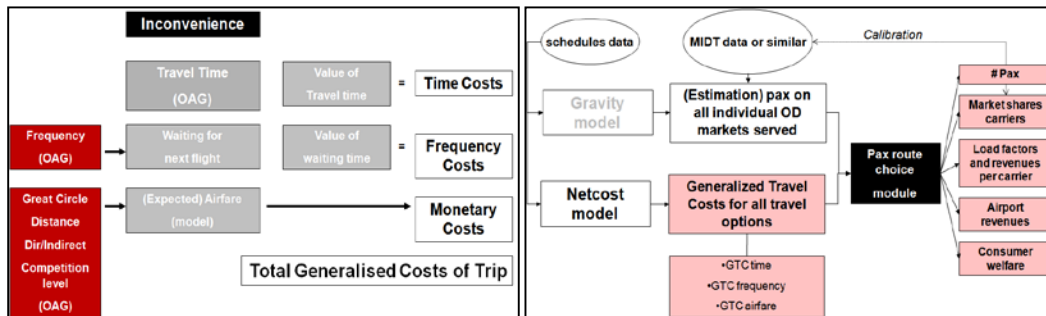 Inconvenience
Travel Time
(OAG)
Value of
Travel time
=
Time Costs
Frequency
(OAG)
Waiting for
next flight
Value of
waiting time
=
Frequency
Costs
Great Circle
Distance
Dir/Indirect
Competition
level
(OAG)
(Expected) Airfare
(model)
Monetary
Costs
Total Generalised Costs of Trip
schedules data
MIDT data or similar
Calibration
Gravity
model
(Estimation) pax on
all individual OD
markets served
Netcost
model
Generalized Travel
Costs for all travel
options
•GTC time
•GTC frequency
•GTC airfare
Pax route
choice
module
# Pax
Market shares
carriers
Load factors
and revenues
per carrier
Airport
revenues
Consumer
welfare